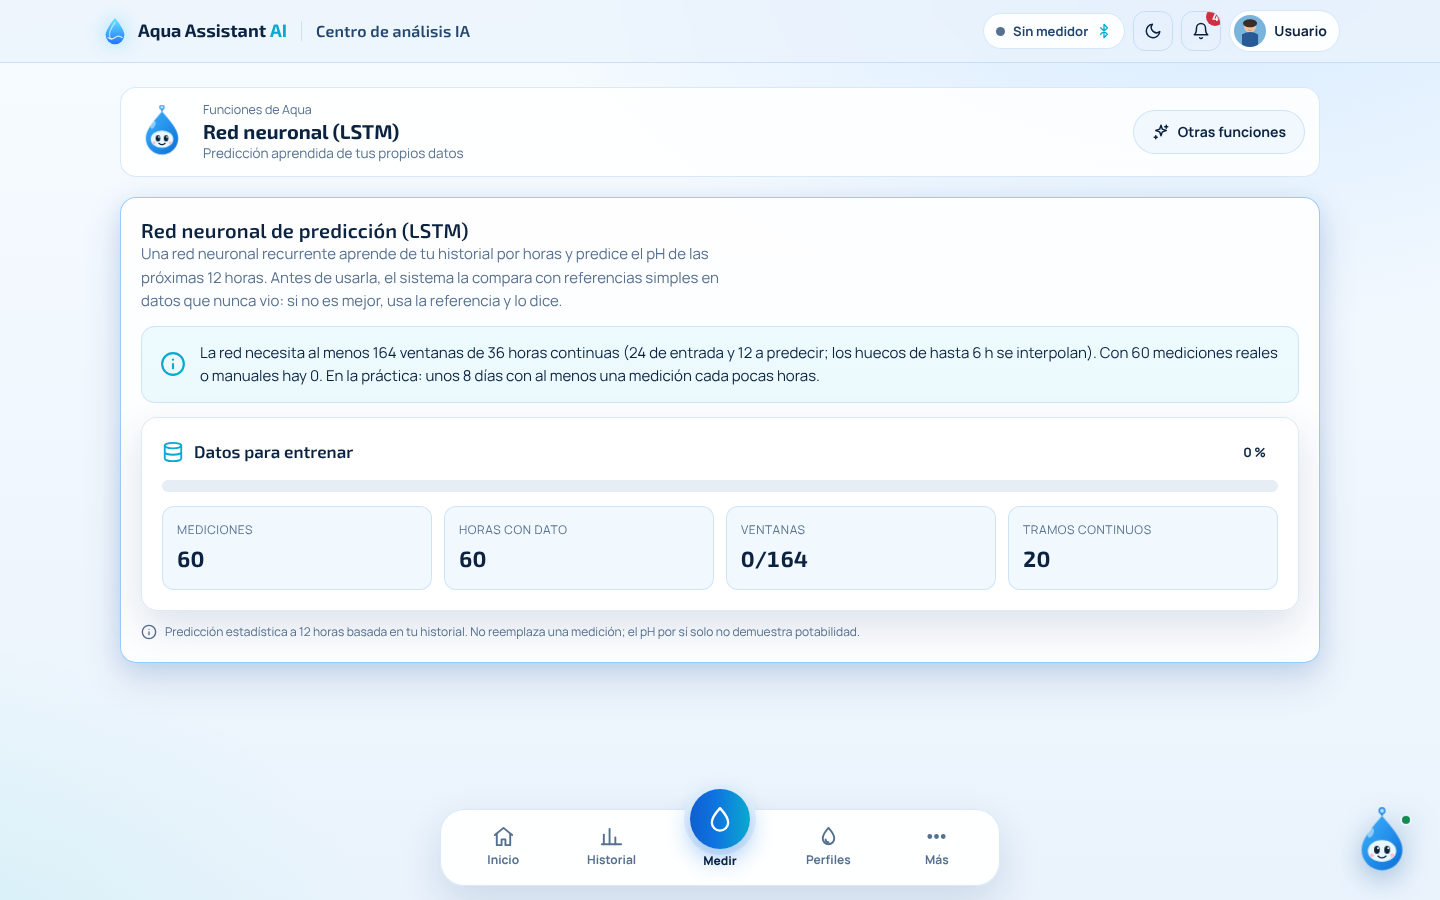 Aqua Assistant AI
Centro de análisis IA
Sin medidor
4
Usuario
Funciones de Aqua
Red neuronal (LSTM)
Predicción aprendida de tus propios datos
Otras funciones
Red neuronal de predicción (LSTM)
Una red neuronal recurrente aprende de tu historial por horas y predice el pH de las
próximas 12 horas. Antes de usarla, el sistema la compara con referencias simples en
datos que nunca vio: si no es mejor, usa la referencia y lo dice.
La red necesita al menos 164 ventanas de 36 horas continuas (24 de entrada y 12 a predecir; los huecos de hasta 6 h se interpolan). Con 60 mediciones reales
o manuales hay 0. En la práctica: unos 8 días con al menos una medición cada pocas horas.
Datos para entrenar
0 %
MEDICIONES
60
HORAS CON DATO
60
VENTANAS
0/164
TRAMOS CONTINUOS
20
Predicción estadística a 12 horas basada en tu historial. No reemplaza una medición; el pH por sí solo no demuestra potabilidad.
Inicio
Historial
Medir
Perfiles
Más